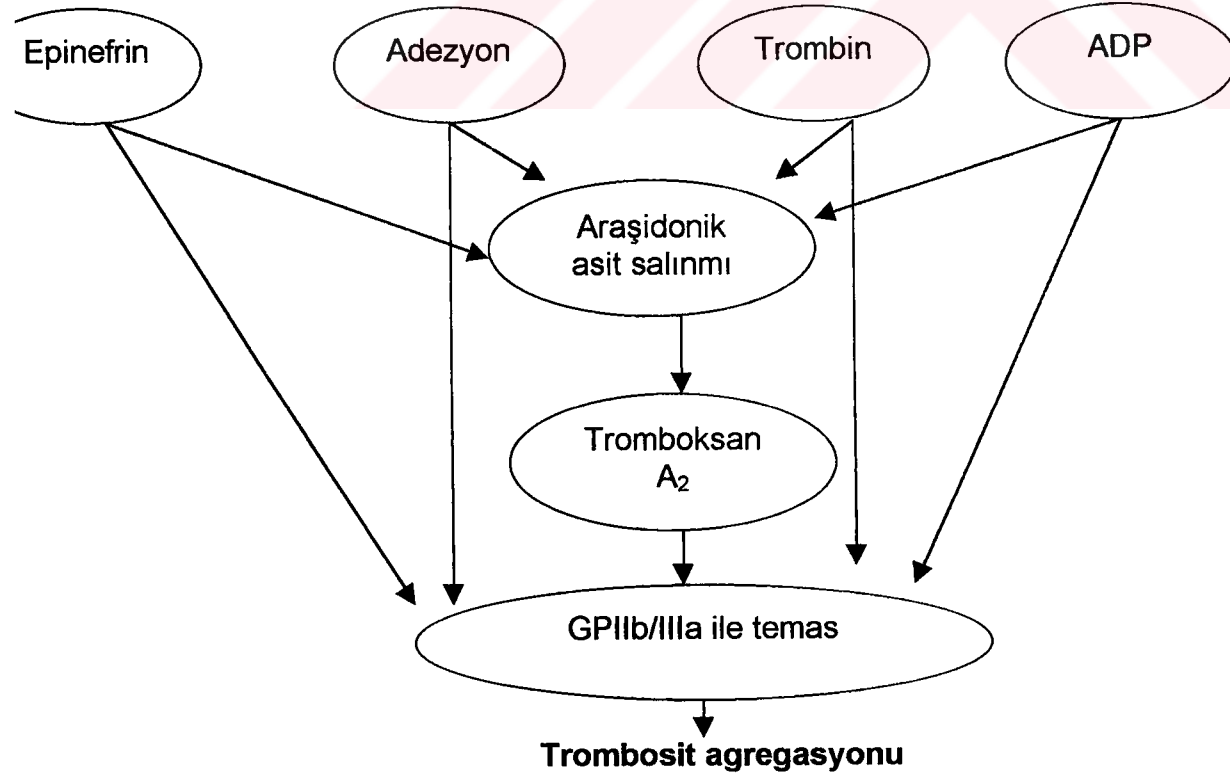 Epinefrin
Adezyon
Trombin
ADP
Araşidonik
asit salınmı
Tromboksan
A₂
GPIIb/IIIa ile temas
Trombosit agregasyonu